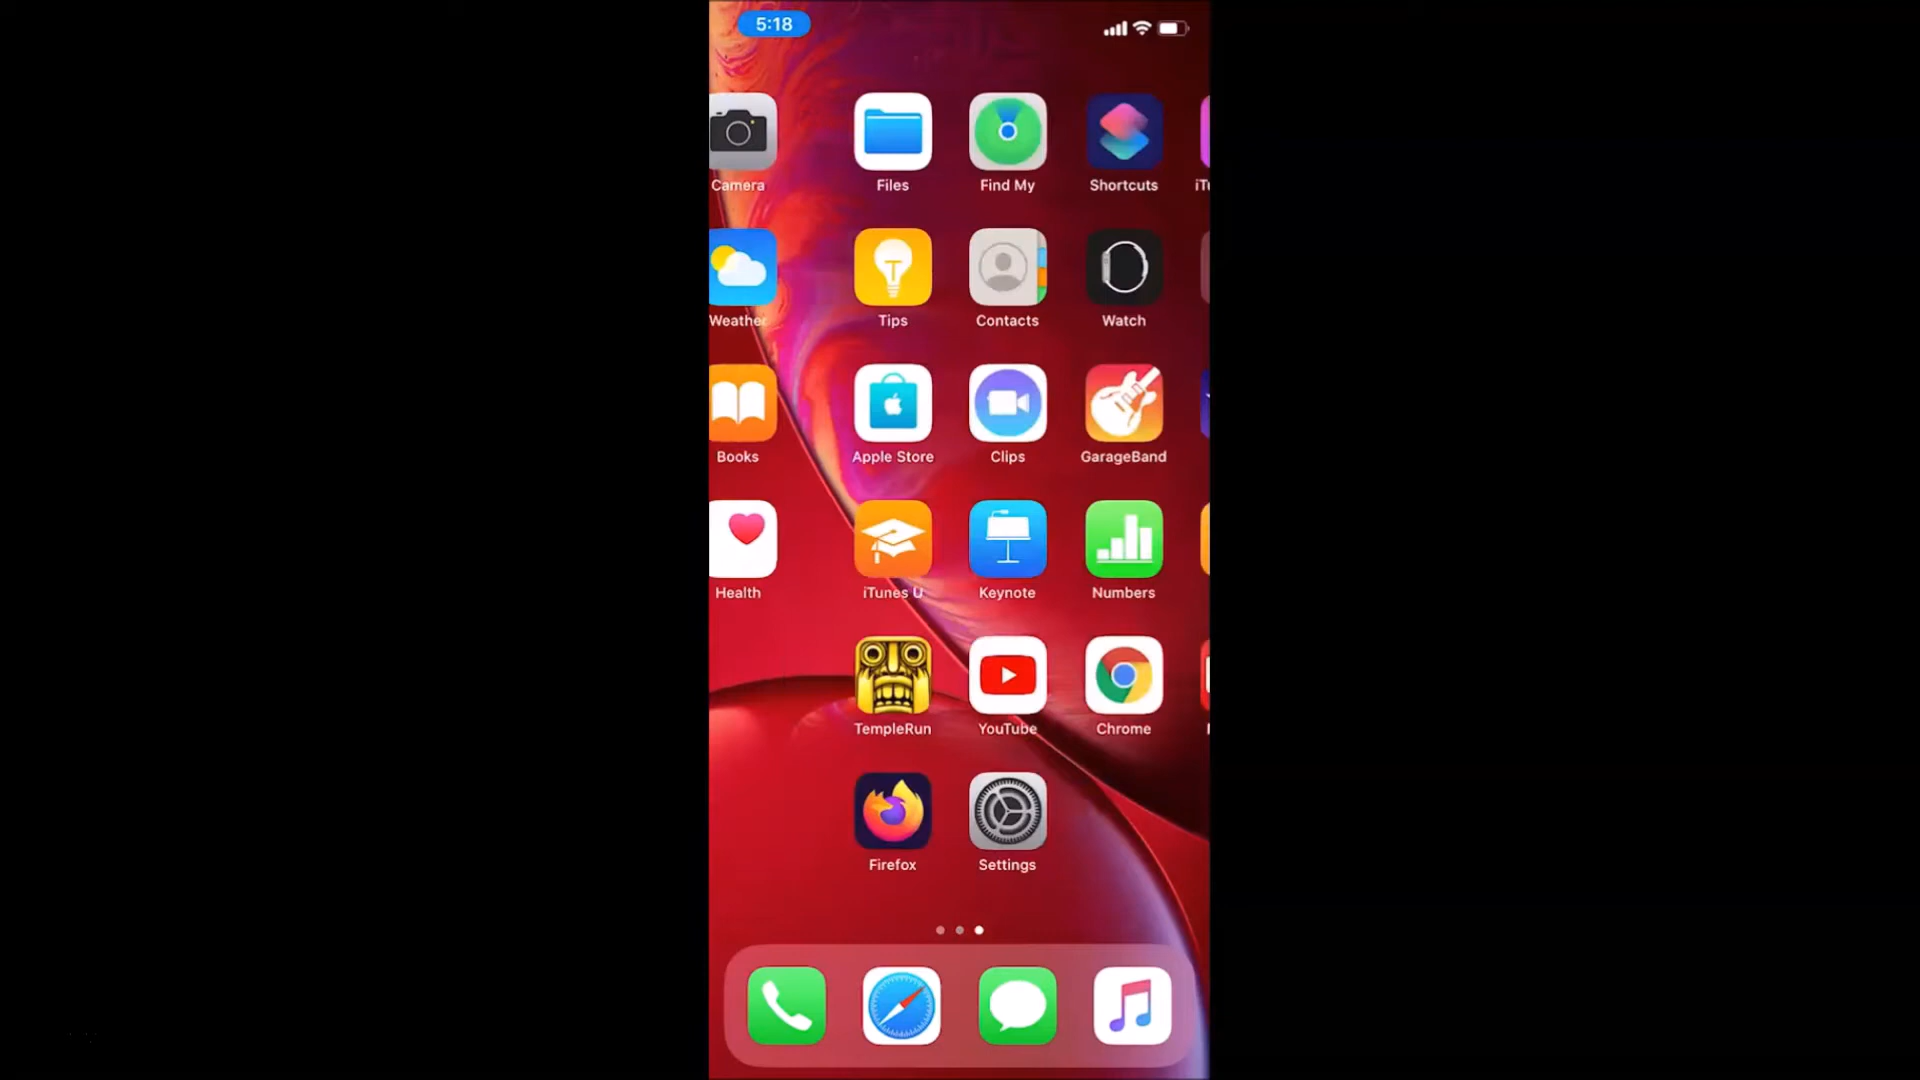 5:18
Camera Files Find My Shortcuts
Weather Tips Contacts Watch
Books Apple Store Clips GarageBand
Health iTunes U Keynote Numbers
TempleRun YouTube Chrome
Firefox Settings